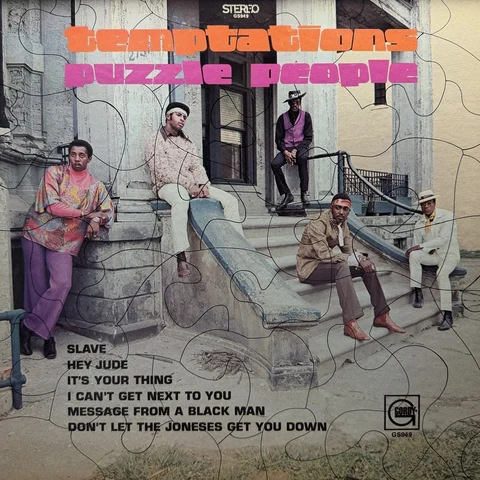 STEREO
GS949
temptations
puzzle people
SLAVE
HEY JUDE
IT'S YOUR THING
I CAN'T GET NEXT TO YOU
MESSAGE FROM A BLACK MAN
DON'T LET THE JONESES GET YOU DOWN
GORDY
GS949